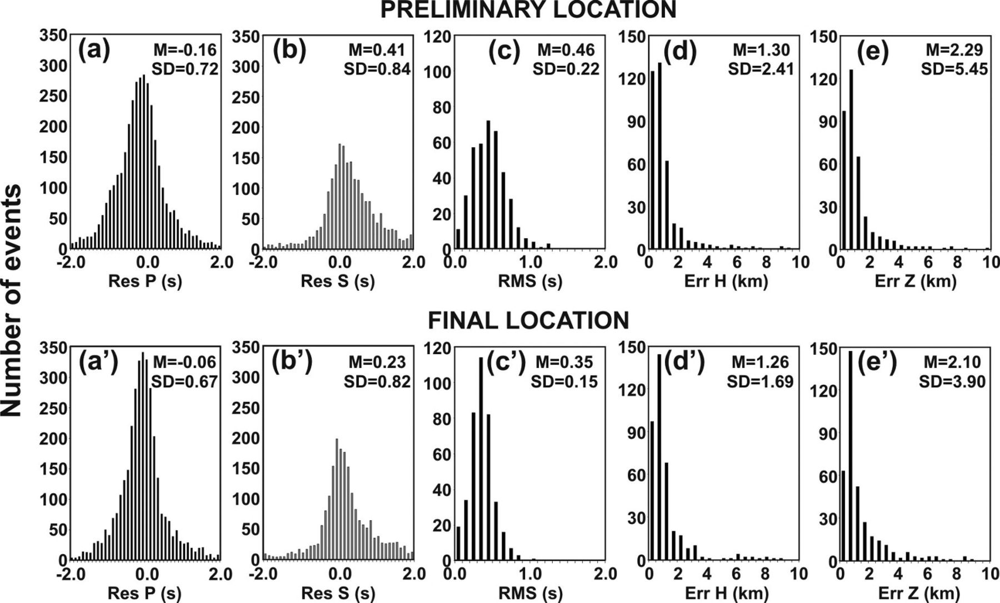 PRELIMINARY LOCATION
Number of events
(a) M=-0.16
SD=0.72
350
300
250
200
150
100
50
0
-2.0 0.0 2.0
Res P (s)
(b) M=0.41
SD=0.84
350
300
250
200
150
100
50
0
-2.0 0.0 2.0
Res S (s)
(c) M=0.46
SD=0.22
120
100
80
60
40
20
0
0.0 1.0 2.0
RMS (s)
(d) M=1.30
SD=2.41
150
120
90
60
30
0
0 2 4 6 8 10
Err H (km)
(e) M=2.29
SD=5.45
150
120
90
60
30
0
0 2 4 6 8 10
Err Z (km)
FINAL LOCATION
(a’) M=-0.06
SD=0.67
350
300
250
200
150
100
50
0
-2.0 0.0 2.0
Res P (s)
(b’) M=0.23
SD=0.82
350
300
250
200
150
100
50
0
-2.0 0.0 2.0
Res S (s)
(c’) M=0.35
SD=0.15
120
100
80
60
40
20
0
0.0 1.0 2.0
RMS (s)
(d’) M=1.26
SD=1.69
150
120
90
60
30
0
0 2 4 6 8 10
Err H (km)
(e’) M=2.10
SD=3.90
150
120
90
60
30
0
0 2 4 6 8 10
Err Z (km)